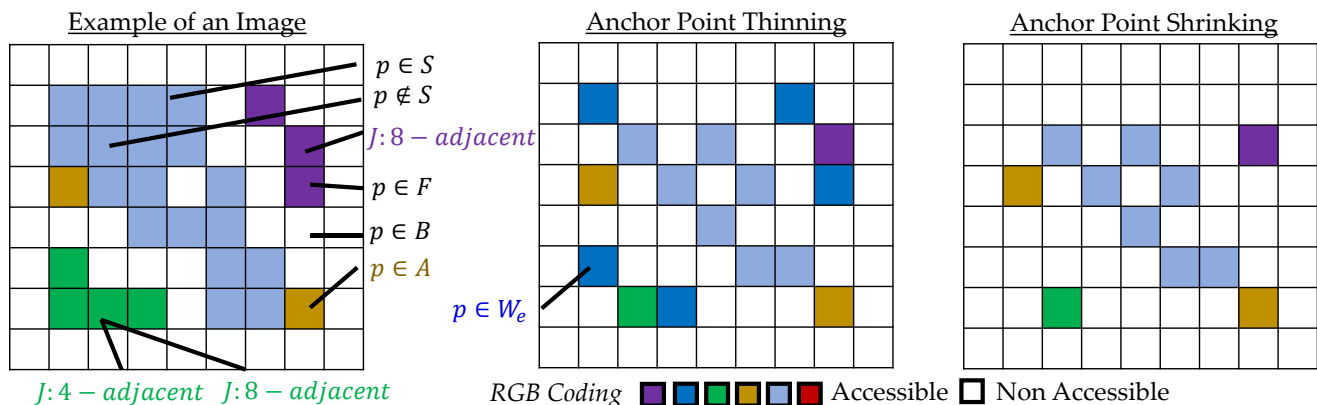 Example of an Image
Anchor Point Thinning
Anchor Point Shrinking
p ∈ S
p ∉ S
J: 8 − adjacent
p ∈ F
p ∈ B
p ∈ A
p ∈ W_e
J: 4 − adjacent J: 8 − adjacent
RGB Coding Accessible Non Accessible